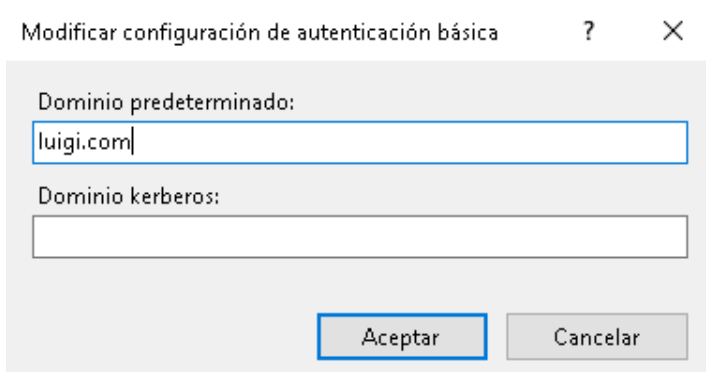 Modificar configuración de autenticación básica ? ×
Dominio predeterminado:
luigi.com
Dominio kerberos:
Aceptar Cancelar